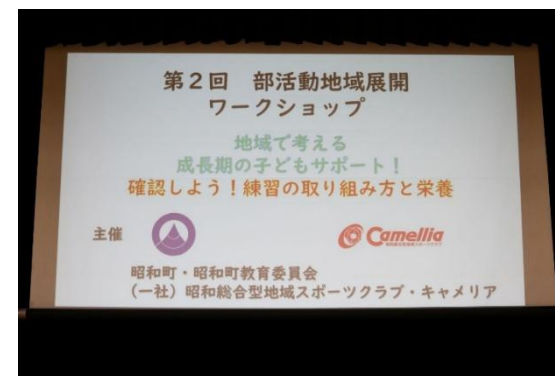 第２回　部活動地域展開
ワークショップ
地域で考える
成長期の子どもサポート！
確認しよう！練習の取り組み方と栄養
主催
Camellia
昭和町・昭和町教育委員会
（一社）昭和総合型地域スポーツクラブ・キャメリア